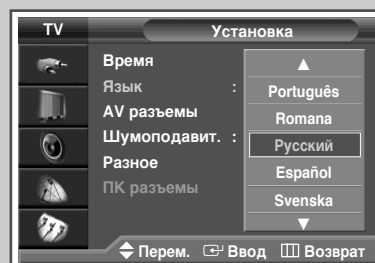 TV
Установка
Время
Язык :
AV разъемы
Шумоподавит. :
Разное
ПК разъемы
▲
Português
Romana
Русский
Español
Svenska
▼
Перем. Ввод Возврат